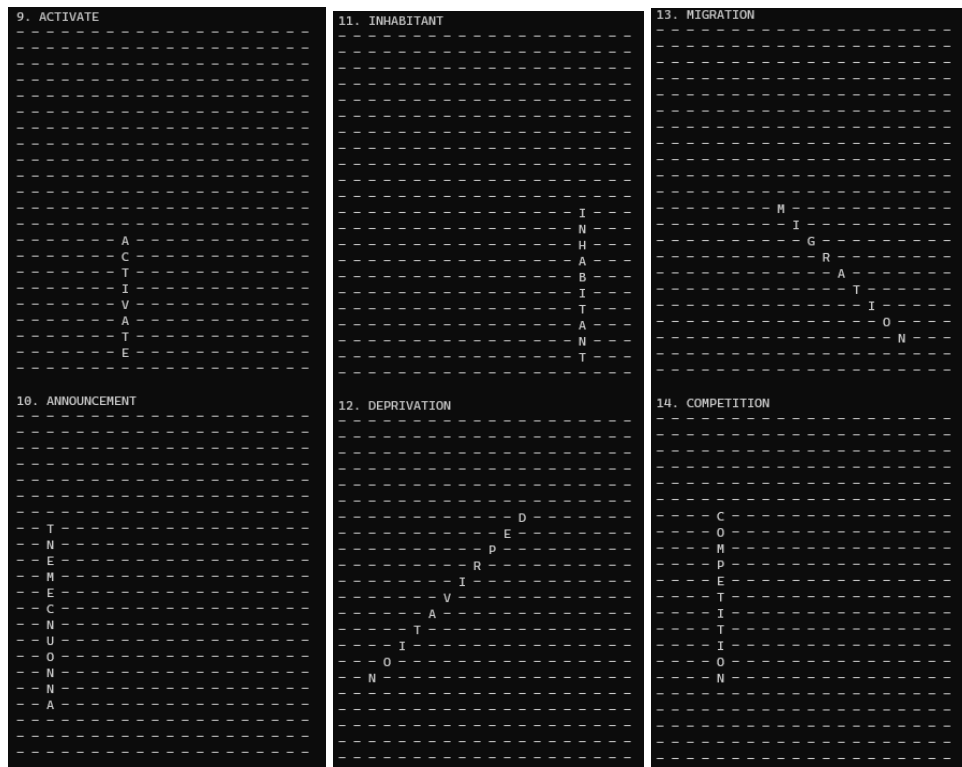 9. ACTIVATE
A
C
T
I
V
A
T
E
10. ANNOUNCEMENT
T
N
E
M
E
C
N
U
O
N
N
A
11. INHABITANT
I
N
H
A
B
I
T
A
N
T
12. DEPRIVATION
D
E
P
R
I
V
A
T
I
O
N
13. MIGRATION
M
I
G
R
A
T
I
O
N
14. COMPETITION
C
O
M
P
E
T
I
T
I
O
N